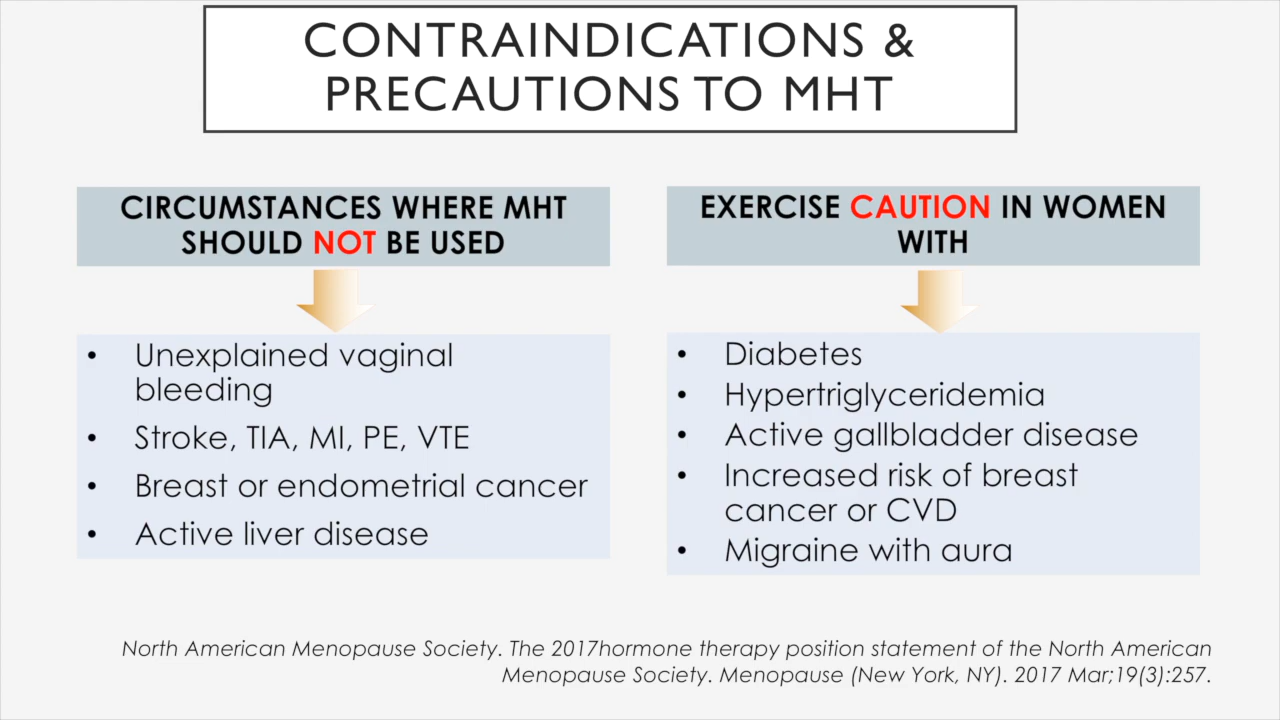 CONTRAINDICATIONS &
PRECAUTIONS TO MHT
CIRCUMSTANCES WHERE MHT
SHOULD NOT BE USED
• Unexplained vaginal
bleeding
• Stroke, TIA, MI, PE, VTE
• Breast or endometrial cancer
• Active liver disease
EXERCISE CAUTION IN WOMEN
WITH
• Diabetes
• Hypertriglyceridemia
• Active gallbladder disease
• Increased risk of breast
cancer or CVD
• Migraine with aura
North American Menopause Society. The 2017hormone therapy position statement of the North American
Menopause Society. Menopause (New York, NY). 2017 Mar;19(3):257.